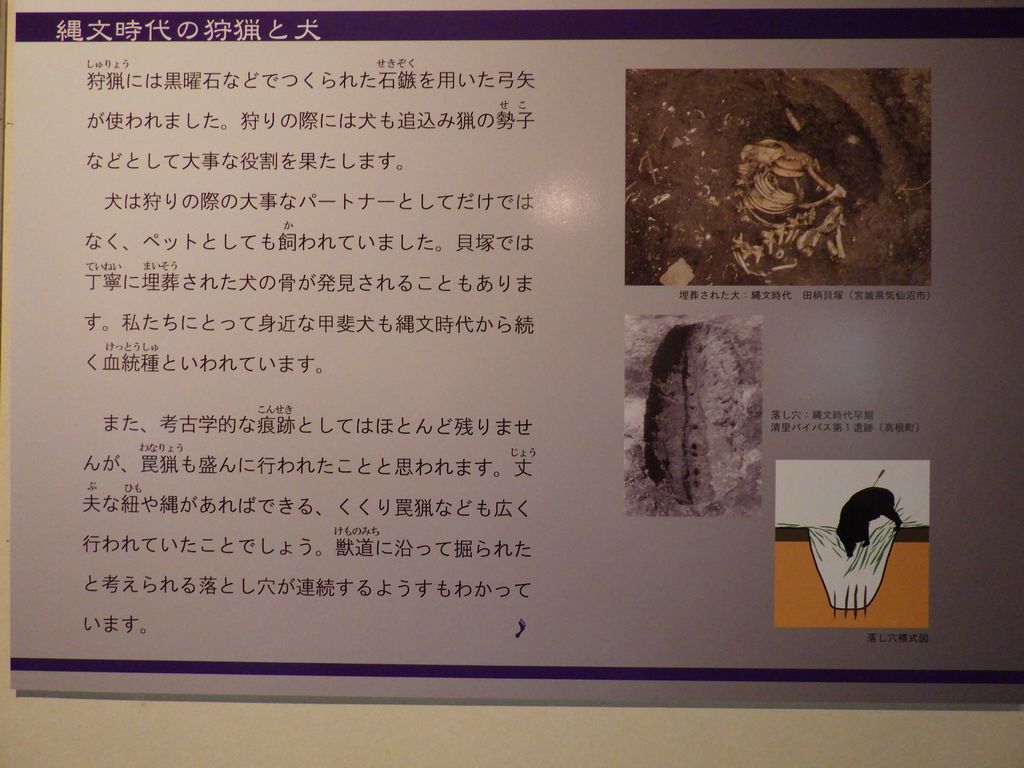 縄文時代の狩猟と犬
しゅりょう せきぞく
狩猟には黒曜石などでつくられた石鏃を用いた弓矢
せこ
が使われました。狩りの際には犬も追込み猟の勢子
などとして大事な役割を果たします。
犬は狩りの際の大事なパートナーとしてだけでは
か
なく、ペットとしても飼われていました。貝塚では
ていねい まいそう
丁寧に埋葬された犬の骨が発見されることもありま
す。私たちにとって身近な甲斐犬も縄文時代から続
けっとうしゅ
く血統種といわれています。
こんせき
また、考古学的な痕跡としてはほとんど残りませ
わなりょう じょう
んが、罠猟も盛んに行われたことと思われます。丈
ぶ ひも
夫な紐や縄があればできる、くくり罠猟なども広く
けものみち
行われていたことでしょう。獣道に沿って掘られた
と考えられる落とし穴が連続するようすもわかって
います。
埋葬された犬:縄文時代 田柄貝塚(宮城県気仙沼市)
落し穴:縄文時代早期
清里バイパス第1遺跡(高根町)
落し穴模式図